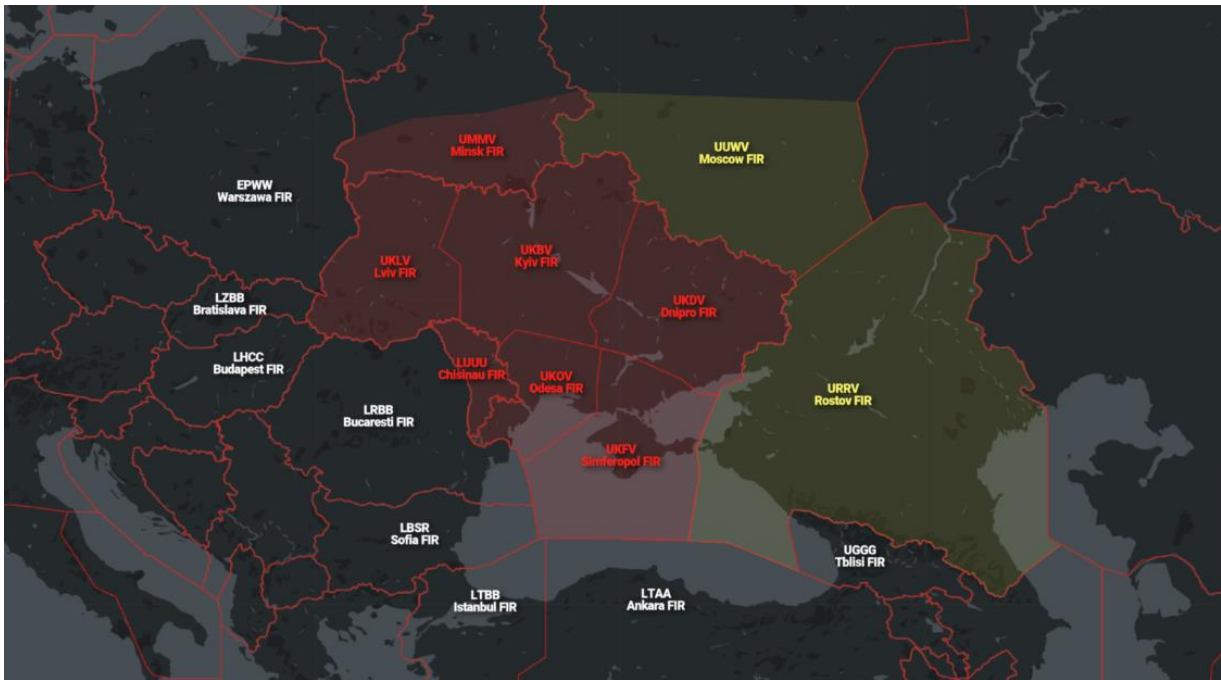 UMMV
Minsk FIR
UUWV
Moscow FIR
EPWW
Warszawa FIR
UKLV
Lviv FIR
UKBV
Kyiv FIR
UKDV
Dnipro FIR
LZBB
Bratislava FIR
LHCC
Budapest FIR
LUUU
Chisinau FIR
UKOV
Odesa FIR
LRBB
Bucaresti FIR
URRV
Rostov FIR
UKFV
Simferopol FIR
LBSR
Sofia FIR
UGGG
Tblisi FIR
LTBB
Istanbul FIR
LTAA
Ankara FIR